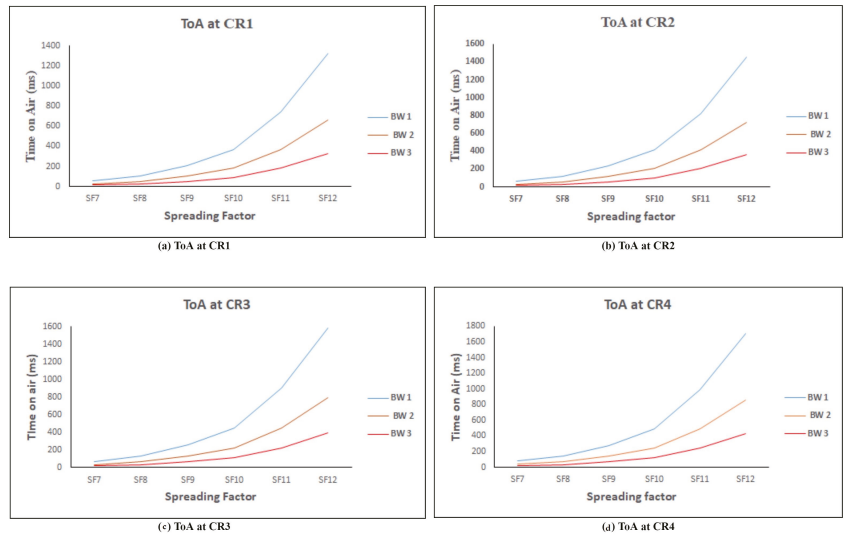 ToA at CR1
Time on Air (ms)
1400
1200
1000
800
600
400
200
0
SF7 SF8 SF9 SF10 SF11 SF12
Spreading Factor
BW 1
BW 2
BW 3
(a) ToA at CR1
ToA at CR2
Time on Air (ms)
1600
1400
1200
1000
800
600
400
200
0
SF7 SF8 SF9 SF10 SF11 SF12
Spreading factor
BW 1
BW 2
BW 3
(b) ToA at CR2
ToA at CR3
Time on air (ms)
1600
1400
1200
1000
800
600
400
200
0
SF7 SF8 SF9 SF10 SF11 SF12
Spreading Factor
BW 1
BW 2
BW 3
(c) ToA at CR3
ToA at CR4
Time on Air (ms)
1800
1600
1400
1200
1000
800
600
400
200
0
SF7 SF8 SF9 SF10 SF11 SF12
Spreading factor
BW 1
BW 2
BW 3
(d) ToA at CR4